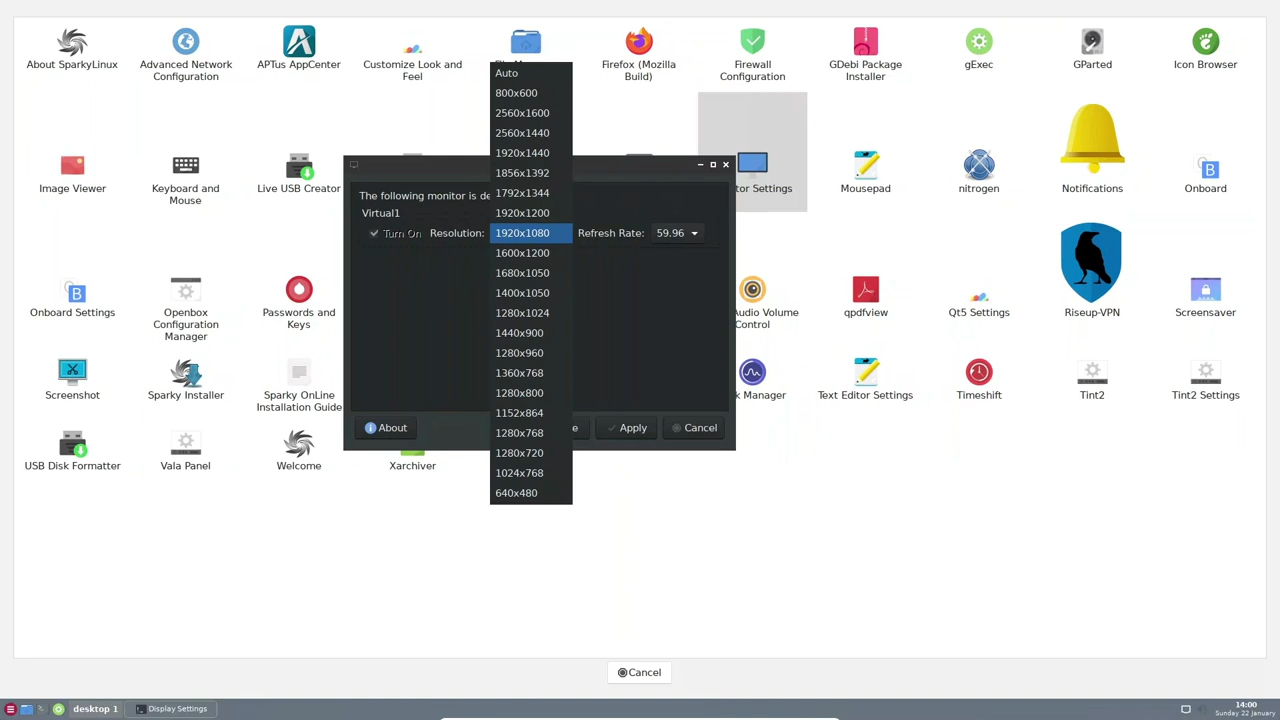 About SparkyLinux
Advanced Network
Configuration
APTus AppCenter
Customize Look and
Feel
Firefox (Mozilla
Build)
Firewall
Configuration
GDebi Package
Installer
gExec
GParted
Icon Browser
Image Viewer
Keyboard and
Mouse
Live USB Creator
tor Settings
Mousepad
nitrogen
Notifications
Onboard
Onboard Settings
Openbox
Configuration
Manager
Passwords and
Keys
Audio Volume
Control
qpdfview
Qt5 Settings
Riseup-VPN
Screensaver
Screenshot
Sparky Installer
Sparky OnLine
Installation Guide
k Manager
Text Editor Settings
Timeshift
Tint2
Tint2 Settings
USB Disk Formatter
Vala Panel
Welcome
Xarchiver
The following monitor is de
Virtual1
Turn On Resolution: 1920x1080 Refresh Rate: 59.96
Auto
800x600
2560x1600
2560x1440
1920x1440
1856x1392
1792x1344
1920x1200
1600x1200
1680x1050
1400x1050
1280x1024
1440x900
1280x960
1360x768
1280x800
1152x864
1280x768
1280x720
1024x768
640x480
About
e
Apply
Cancel
Cancel
desktop 1
Display Settings
14:00
Sunday 22 January